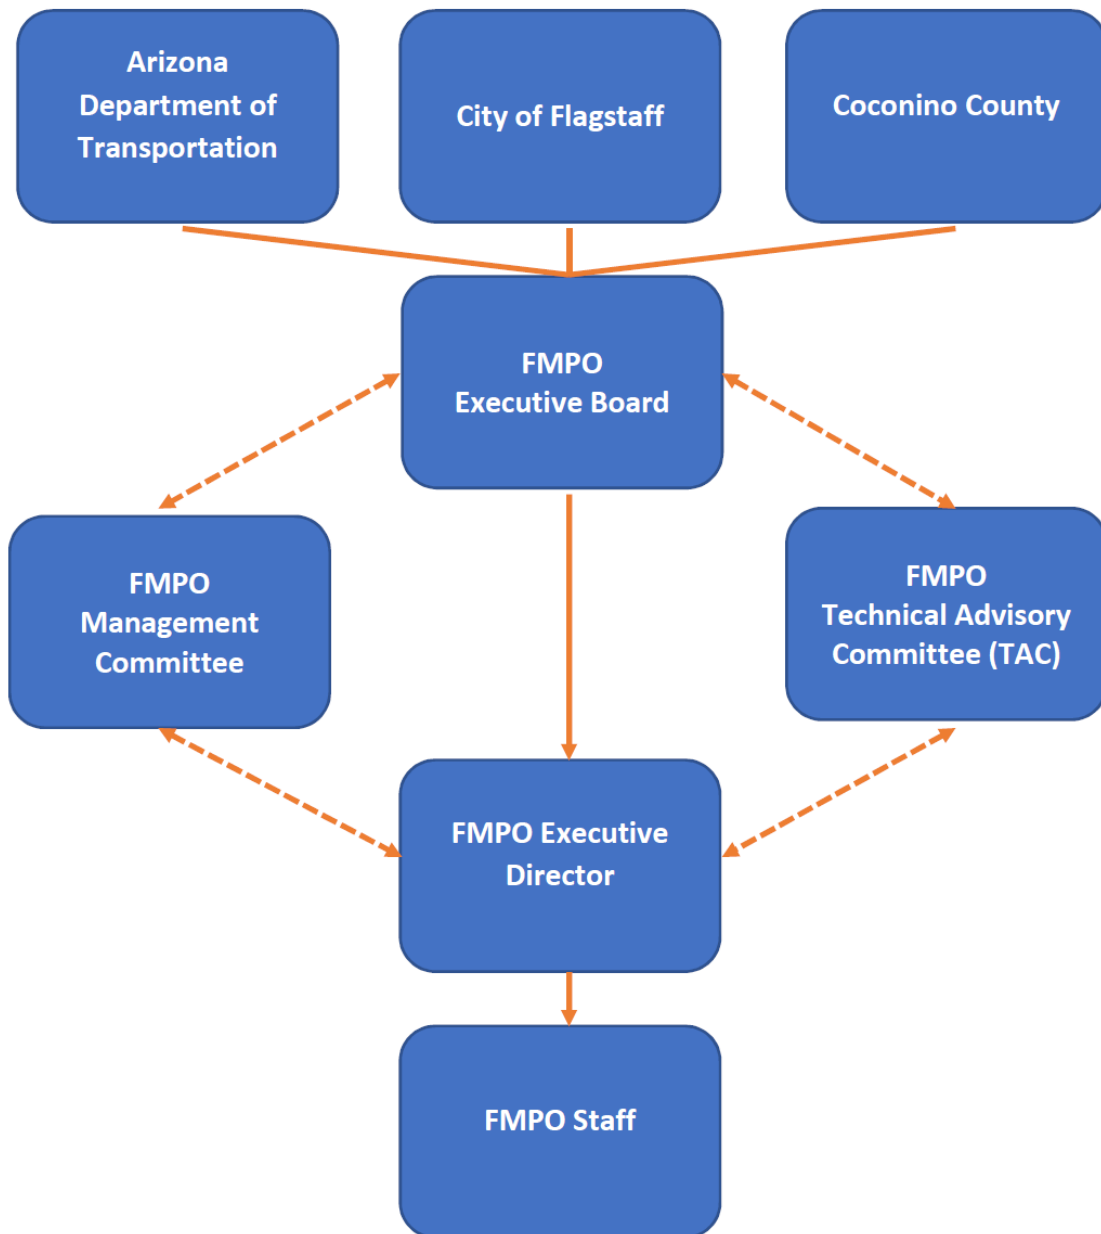 Arizona
Department of
Transportation
City of Flagstaff
Coconino County
FMPO
Executive Board
FMPO
Management
Committee
FMPO
Technical Advisory
Committee (TAC)
FMPO Executive
Director
FMPO Staff